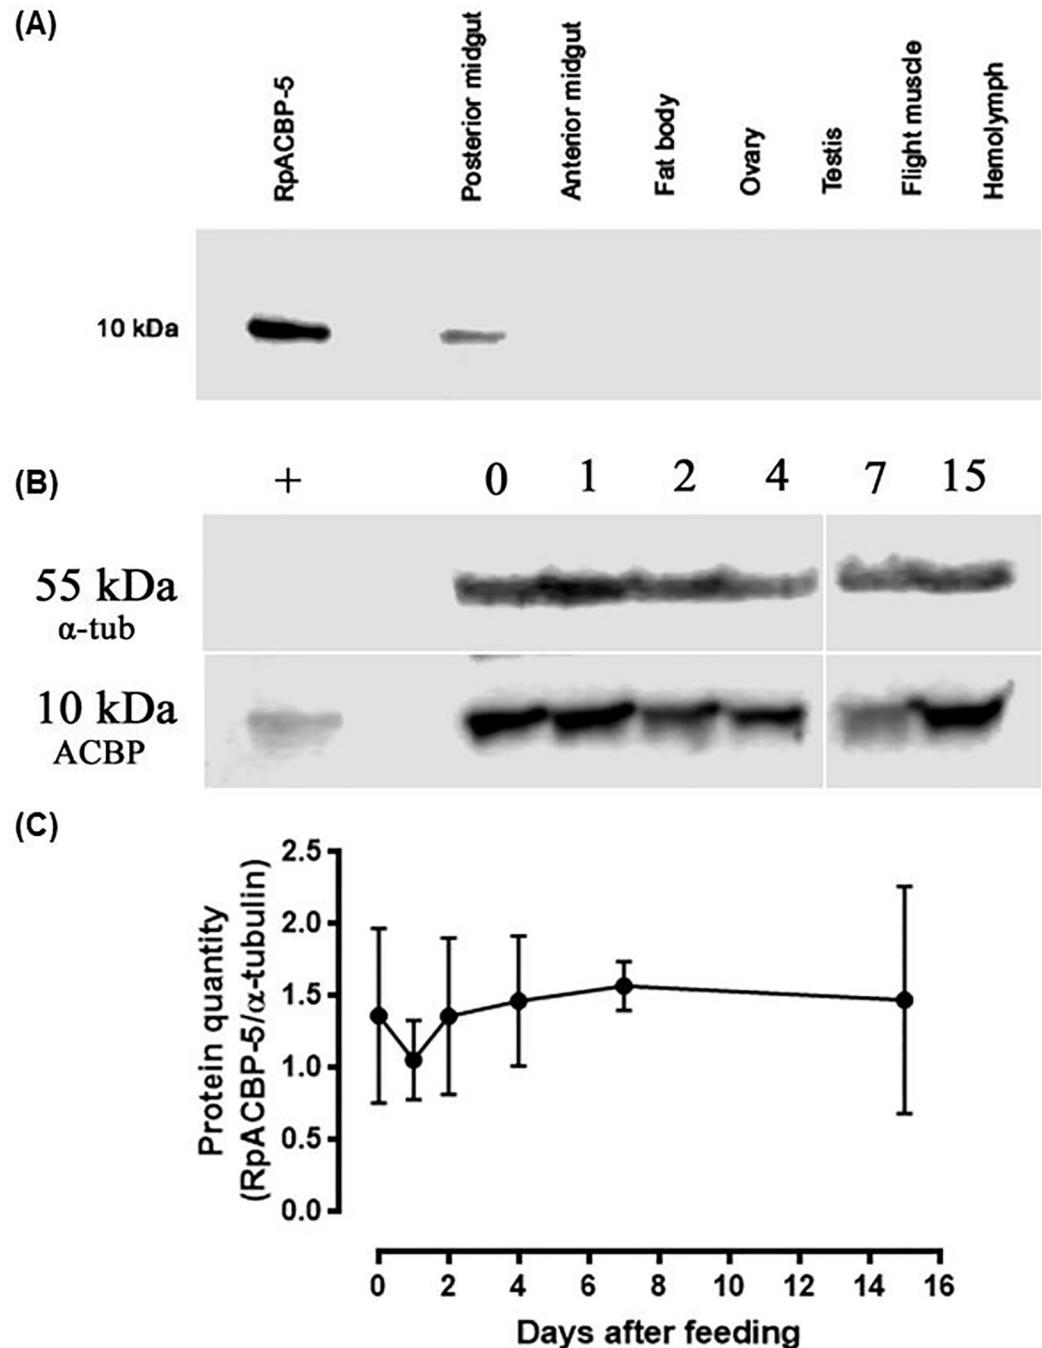 (A)
RpACBP-5
Posterior midgut
Anterior midgut
Fat body
Ovary
Testis
Flight muscle
Hemolymph
10 kDa
(B)
+ 0 1 2 4 7 15
55 kDa
α-tub
10 kDa
ACBP
(C)
Protein quantity
(RpACBP-5/α-tubulin)
2.5
2.0
1.5
1.0
0.5
0.0
0 2 4 6 8 10 12 14 16
Days after feeding